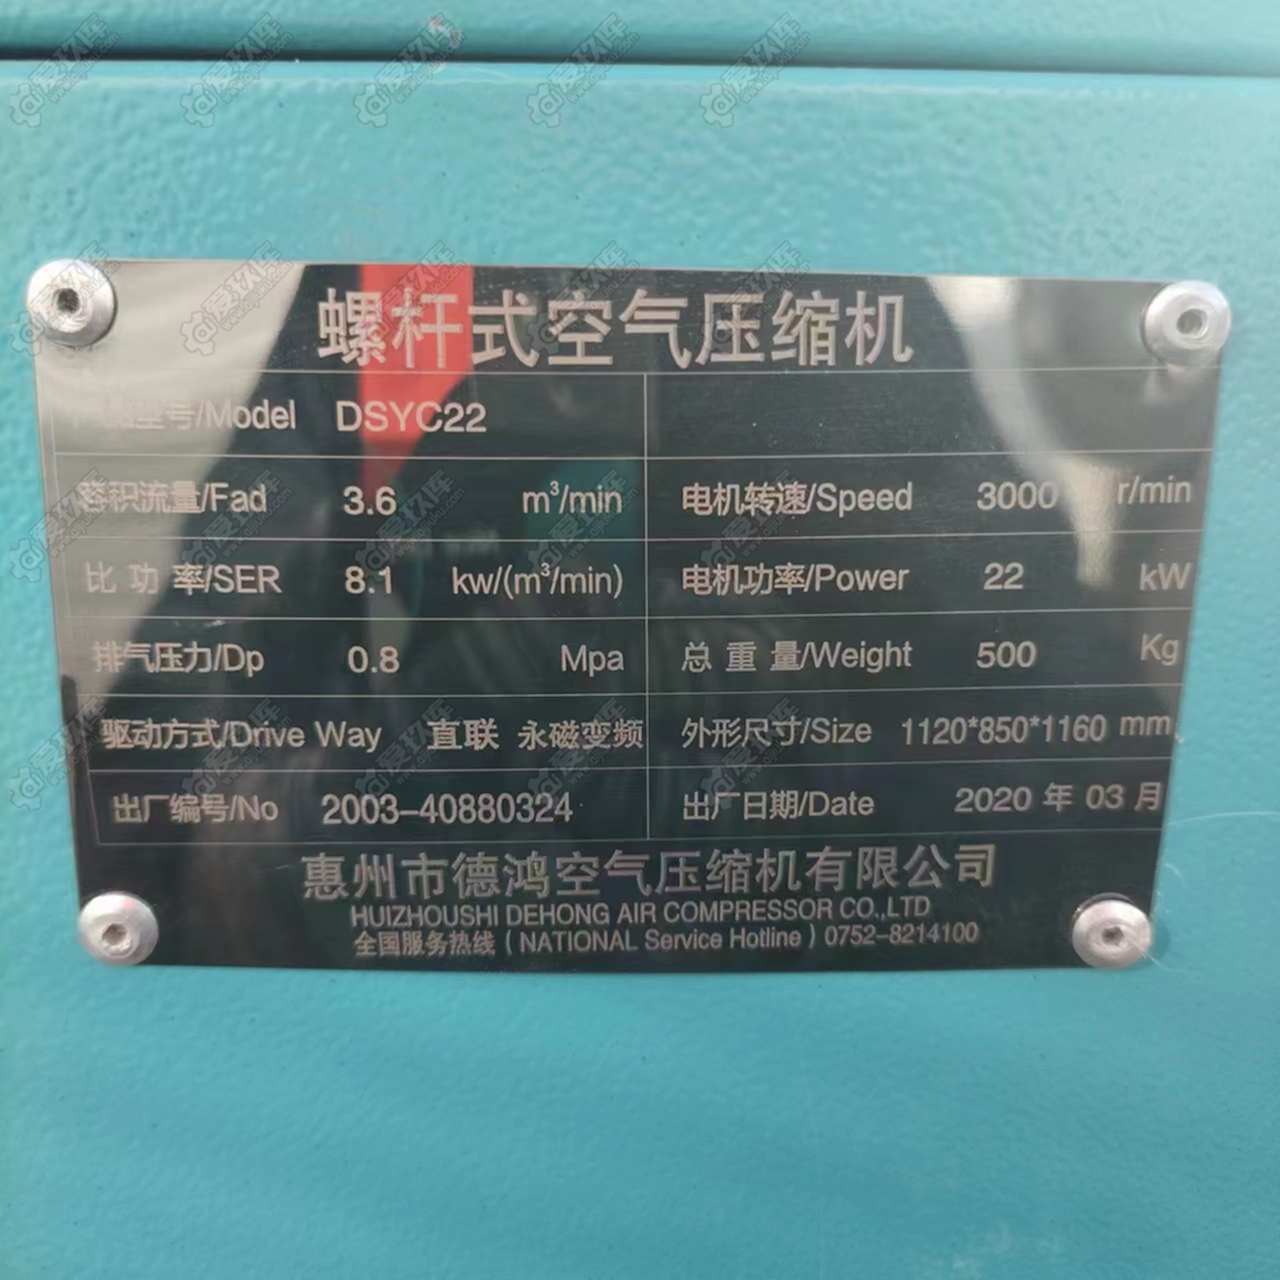 螺杆式空气压缩机
型号/Model DSYC22
容积流量/Fad 3.6 m³/min 电机转速/Speed 3000 r/min
比功率/SER 8.1 kw/(m³/min) 电机功率/Power 22 kW
排气压力/Dp 0.8 Mpa 总重量/Weight 500 Kg
驱动方式/Drive Way 直联 永磁变频 外形尺寸/Size 1120*850*1160 mm
出厂编号/No 2003-40880324 出厂日期/Date 2020 年 03 月
惠州市德鸿空气压缩机有限公司
HUIZHOUSHI DEHONG AIR COMPRESSOR CO.,LTD
全国服务热线 ( NATIONAL Service Hotline ) 0752-8214100